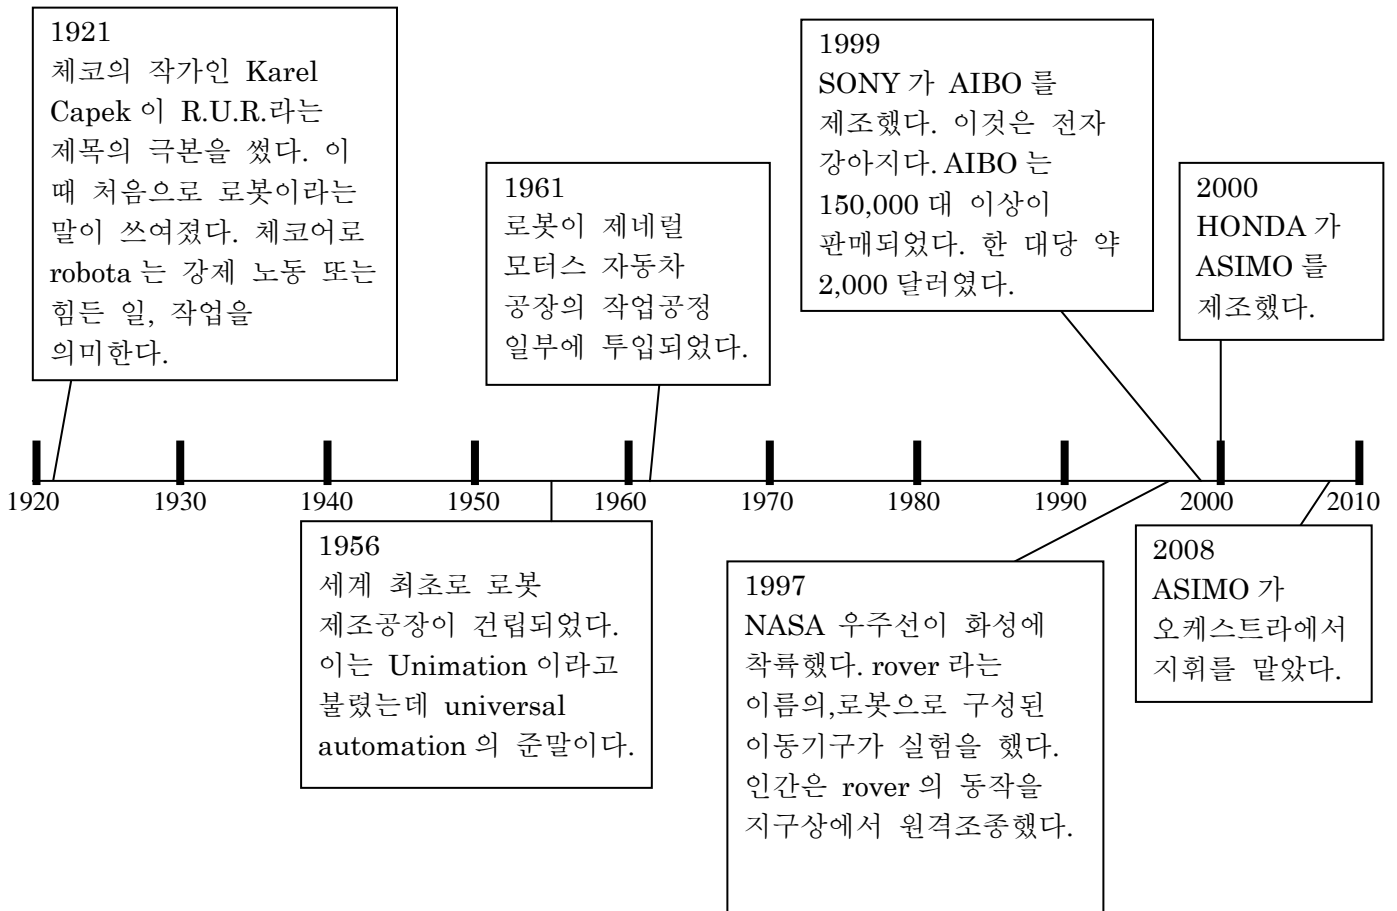 1921
체코의 작가인 Karel
Capek 이 R.U.R.라는
제목의 극본을 썼다. 이
때 처음으로 로봇이라는
말이 쓰여졌다. 체코어로
robota 는 강제 노동 또는
힘든 일, 작업을
의미한다.
1961
로봇이 제네럴
모터스 자동차
공장의 작업공정
일부에 투입되었다.
1999
SONY 가 AIBO 를
제조했다. 이것은 전자
강아지다. AIBO 는
150,000 대 이상이
판매되었다. 한 대당 약
2,000 달러였다.
2000
HONDA 가
ASIMO 를
제조했다.
1920 1930 1940 1950 1960 1970 1980 1990 2000 2010
1956
세계 최초로 로봇
제조공장이 건립되었다.
이는 Unimation 이라고
불렸는데 universal
automation 의 준말이다.
1997
NASA 우주선이 화성에
착륙했다. rover 라는
이름의,로봇으로 구성된
이동기구가 실험을 했다.
인간은 rover 의 동작을
지구상에서 원격조종했다.
2008
ASIMO 가
오케스트라에서
지휘를 맡았다.